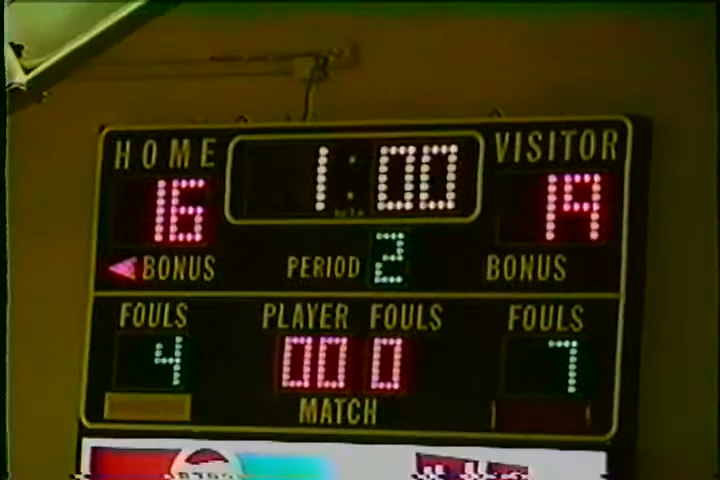 HOME 1:00 VISITOR
16 19
BONUS PERIOD 2 BONUS
FOULS PLAYER FOULS FOULS
4 00 0 7
MATCH